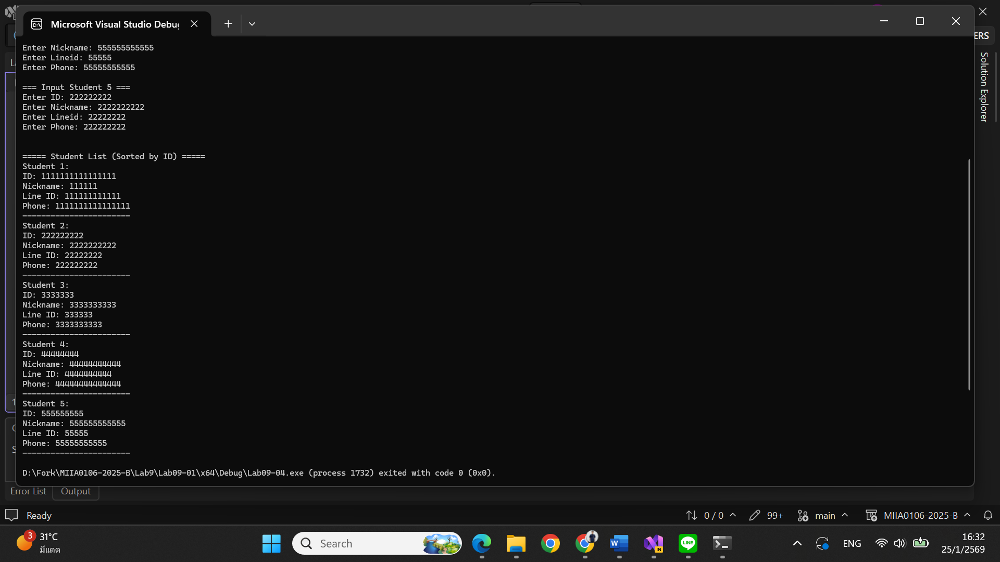 Microsoft Visual Studio Debu
ERS
Enter Nickname: 555555555555
Enter Lineid: 55555
Enter Phone: 55555555555
=== Input Student 5 ===
Enter ID: 222222222
Enter Nickname: 2222222222
Enter Lineid: 22222222
Enter Phone: 222222222
===== Student List (Sorted by ID) =====
Student 1:
ID: 1111111111111111
Nickname: 111111
Line ID: 111111111111
Phone: 1111111111111111
-----------------------
Student 2:
ID: 222222222
Nickname: 2222222222
Line ID: 22222222
Phone: 222222222
-----------------------
Student 3:
ID: 3333333
Nickname: 3333333333
Line ID: 333333
Phone: 3333333333
-----------------------
Student 4:
ID: 44444444
Nickname: 44444444444
Line ID: 4444444444
Phone: 44444444444444
-----------------------
Student 5:
ID: 555555555
Nickname: 555555555555
Line ID: 55555
Phone: 55555555555
-----------------------
D:\Fork\MIIA0106-2025-B\Lab9\Lab09-01\x64\Debug\Lab09-04.exe (process 1732) exited with code 0 (0x0).
Solution Explorer
Error List Output
Ready 0 / 0 99+ main MIIA0106-2025-B
3 31°C
มีแดด
Search
ENG
16:32
25/1/2569